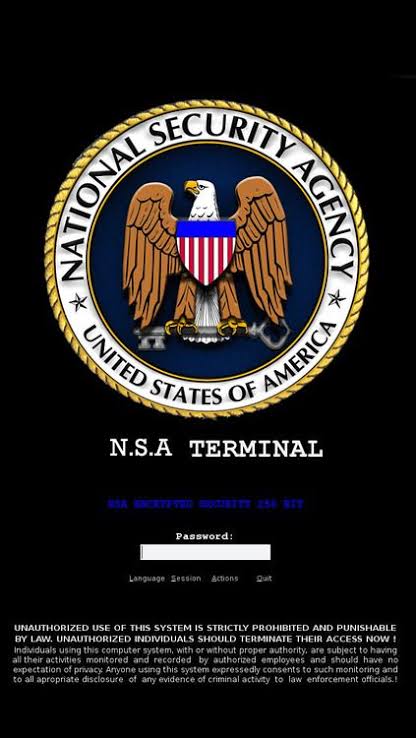 NATIONAL SECURITY AGENCY
UNITED STATES OF AMERICA
N.S.A TERMINAL
NSA ENCRYPTED SECURITY 256 BIT
Password:
Language Session Actions Quit
UNAUTHORIZED USE OF THIS SYSTEM IS STRICTLY PROHIBITED AND PUNISHABLE
BY LAW. UNAUTHORIZED INDIVIDUALS SHOULD TERMINATE THEIR ACCESS NOW !
Individuals using this computer system, with or without proper authority, are subject to having
all their activities monitored and recorded by authorized employees and should have no
expectation of privacy. Anyone using this system expressedly consents to such monitoring and
to all apropriate disclosure of any evidence of criminal activity to law enforcement officials.!